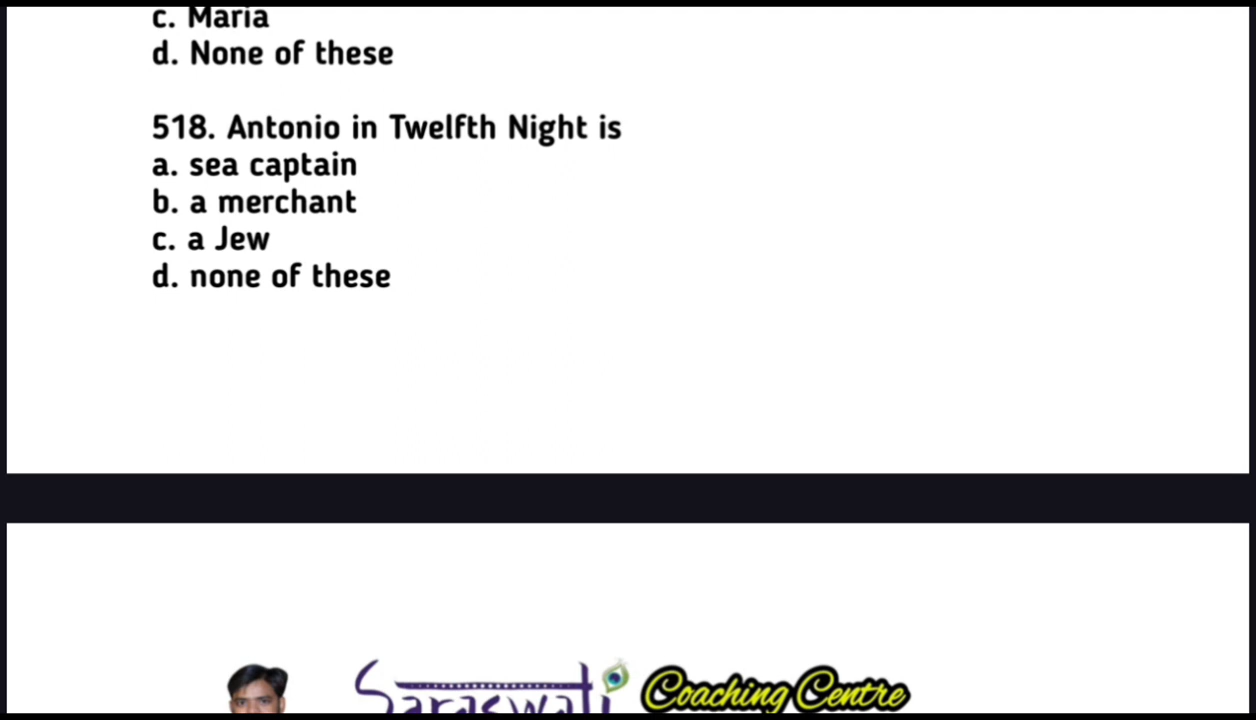 c. Maria
d. None of these
518. Antonio in Twelfth Night is
a. sea captain
b. a merchant
c. a Jew
d. none of these
Saraswati Coaching Centre